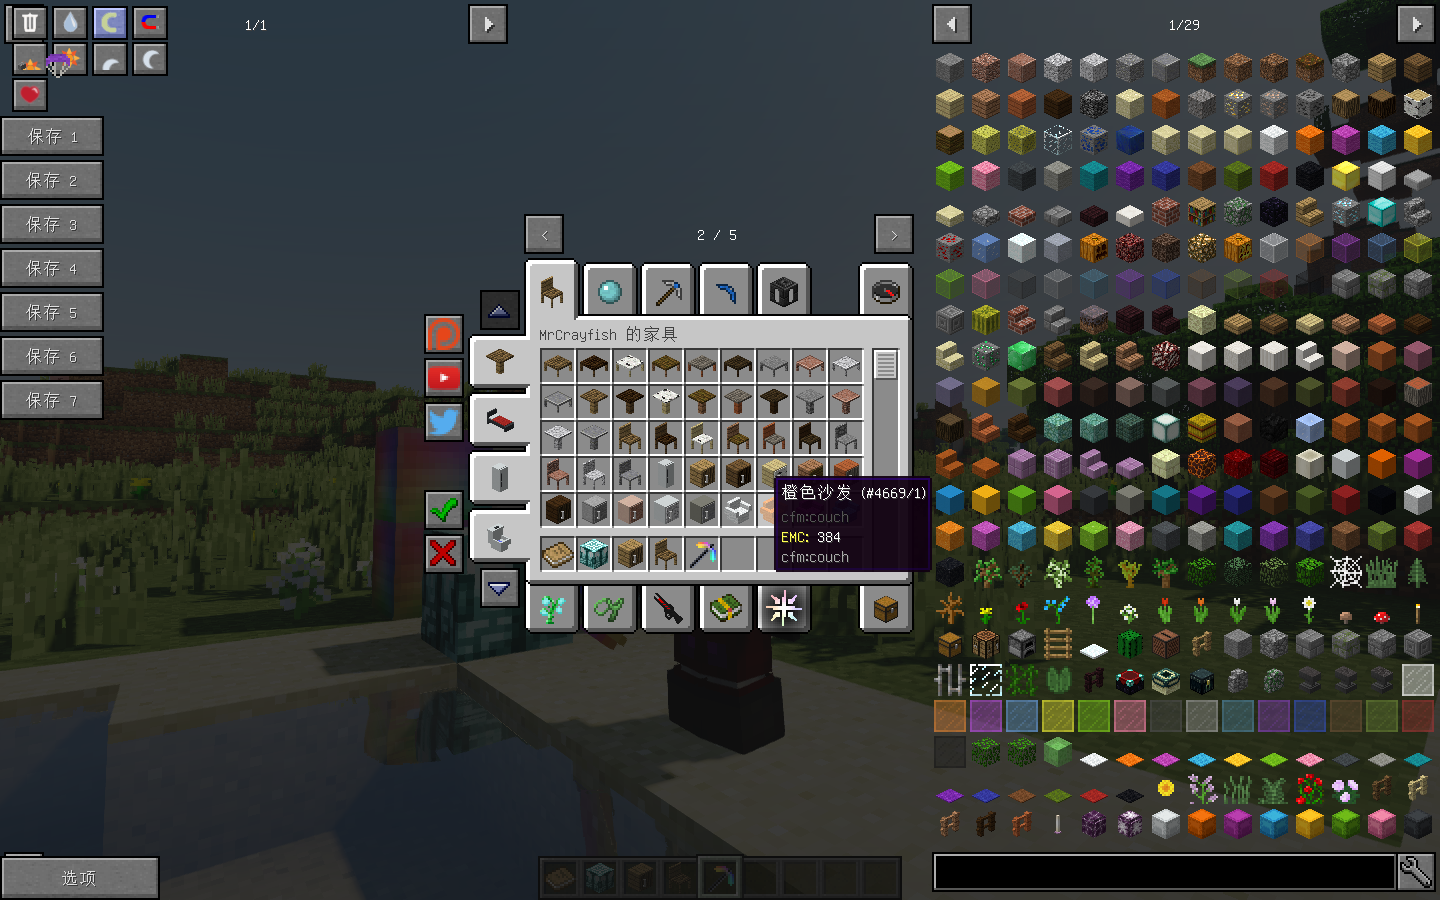 1/1
1/29
保存 1
保存 2
保存 3
保存 4
保存 5
保存 6
保存 7
2 / 5
MrCrayfish 的家具
橙色沙发 (#4669/1)
cfm:couch
EMC: 384
cfm:couch
选项